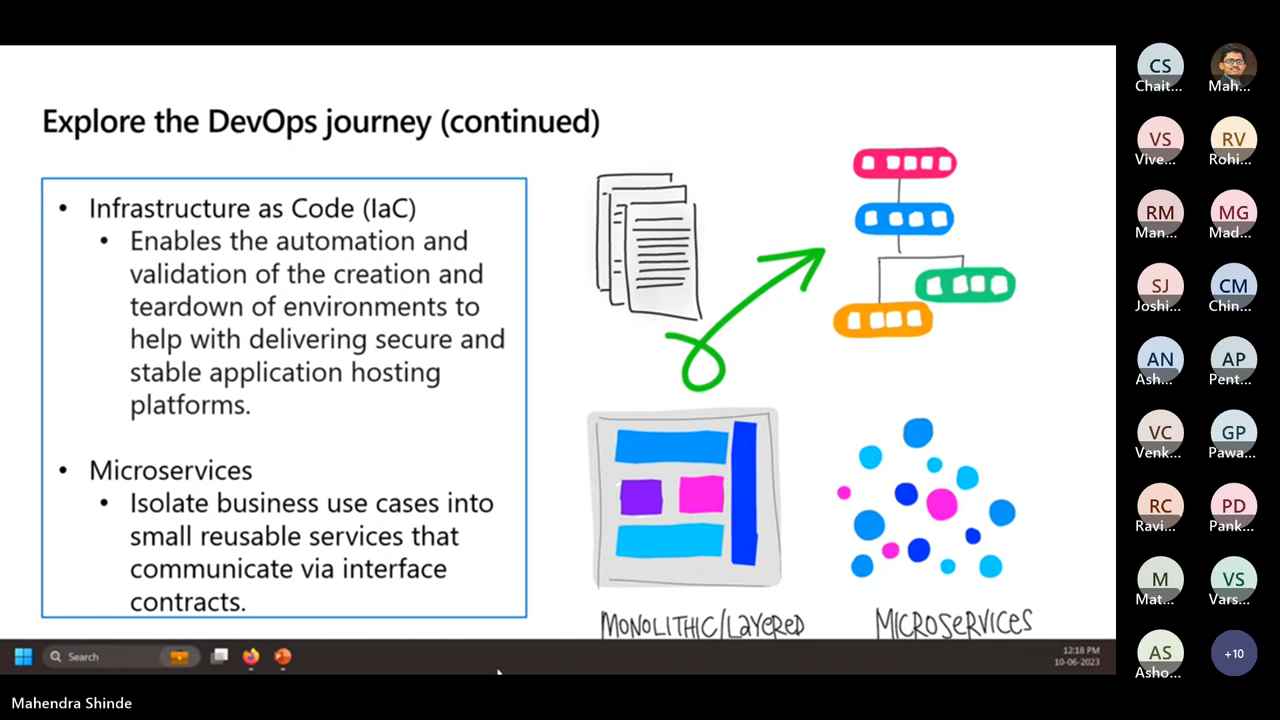 Explore the DevOps journey (continued)
• Infrastructure as Code (IaC)
• Enables the automation and
validation of the creation and
teardown of environments to
help with delivering secure and
stable application hosting
platforms.
• Microservices
• Isolate business use cases into
small reusable services that
communicate via interface
contracts.
MONOLITHIC/LAYERED
MICROSERVICES
Search
12:18 PM
10-06-2023
Mahendra Shinde
CS
Chait...
Mah...
VS
Vive...
RV
Rohi...
RM
Man...
MG
Mad...
SJ
Joshi...
CM
Chin...
AN
Ash...
AP
Pent...
VC
Venk...
GP
Pawa...
RC
Ravi...
PD
Pank...
M
Mat...
VS
Vars...
AS
Asho...
+10